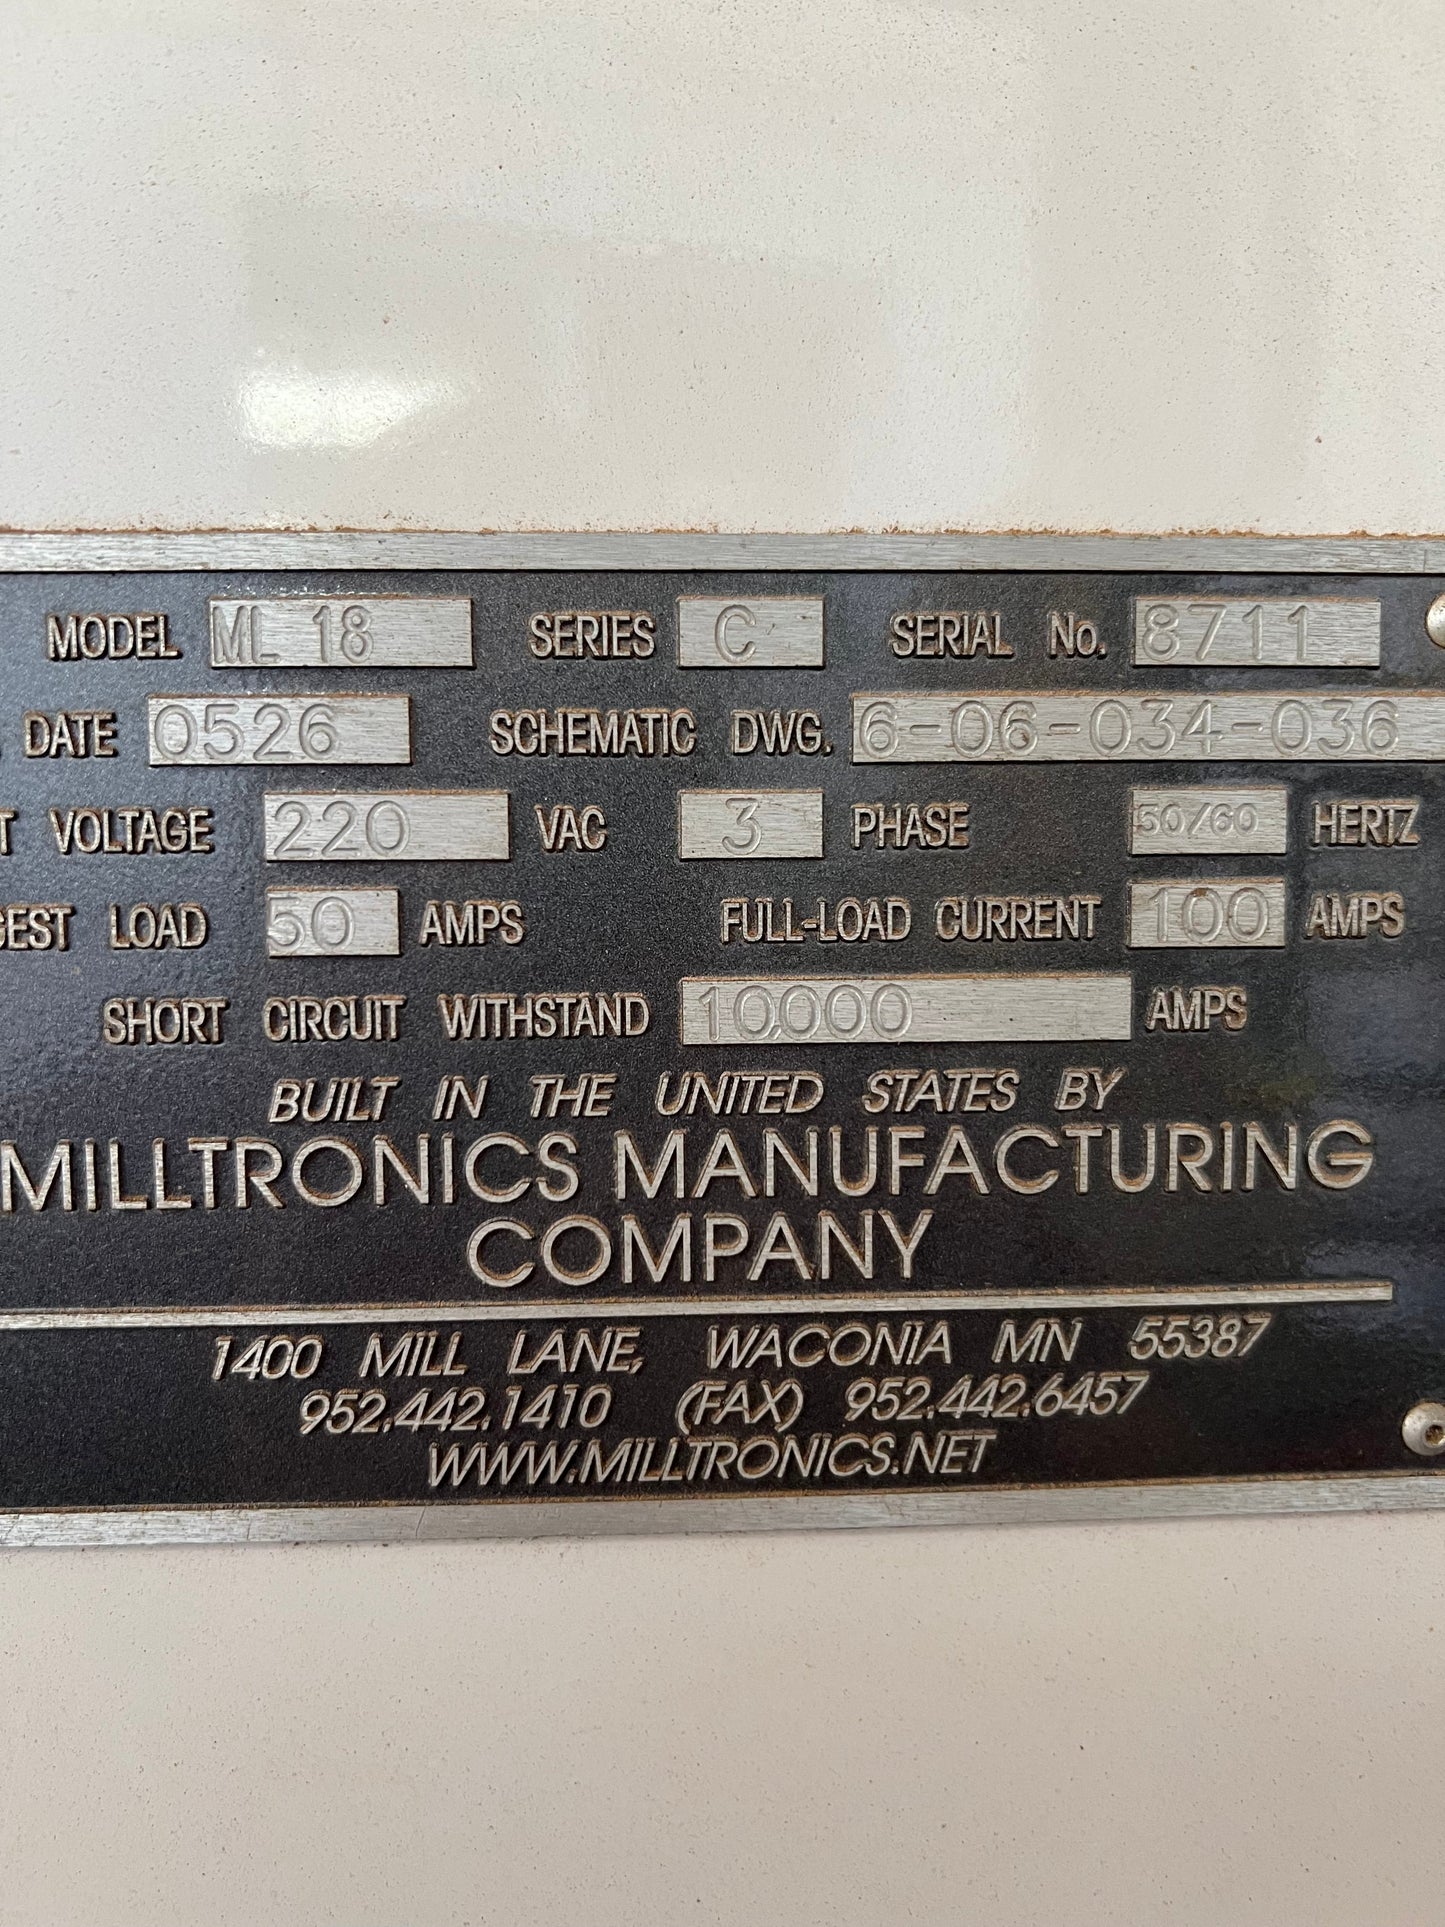 MODEL ML 18 SERIES C SERIAL No. 8711
DATE 0526 SCHEMATIC DWG. 6-06-034-036
T VOLTAGE 220 VAC 3 PHASE 50/60 HERTZ
GEST LOAD 50 AMPS FULL-LOAD CURRENT 100 AMPS
SHORT CIRCUIT WITHSTAND 10,000 AMPS
BUILT IN THE UNITED STATES BY
MILLTRONICS MANUFACTURING
COMPANY
1400 MILL LANE, WACONIA MN 55387
952.442.1410 (FAX) 952.442.6457
WWW.MILLTRONICS.NET